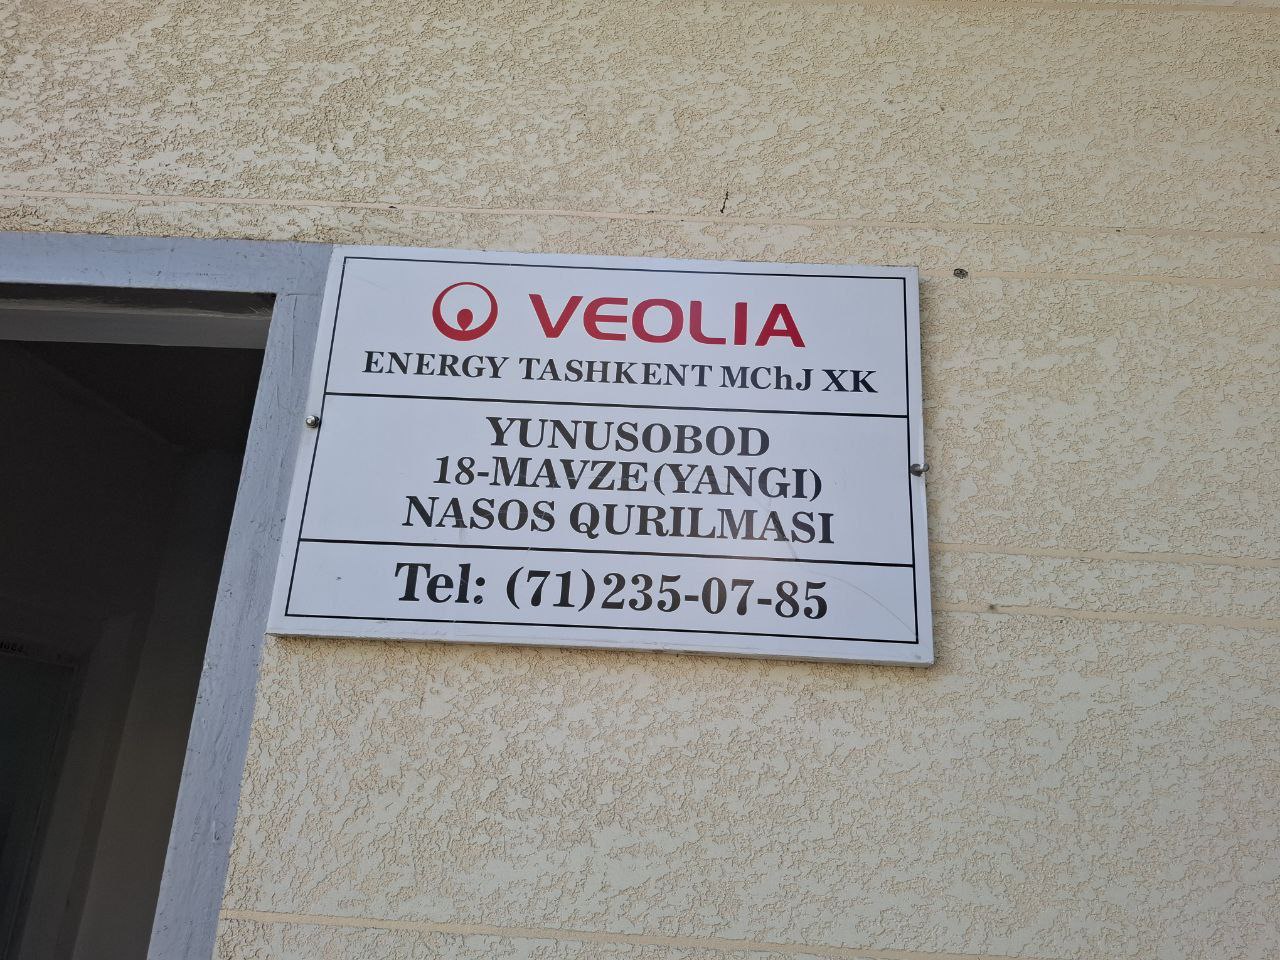 VEOLIA
ENERGY TASHKENT MChJ XK
YUNUSOBOD
18-MAVZE(YANGI)
NASOS QURILMASI
Tel: (71)235-07-85